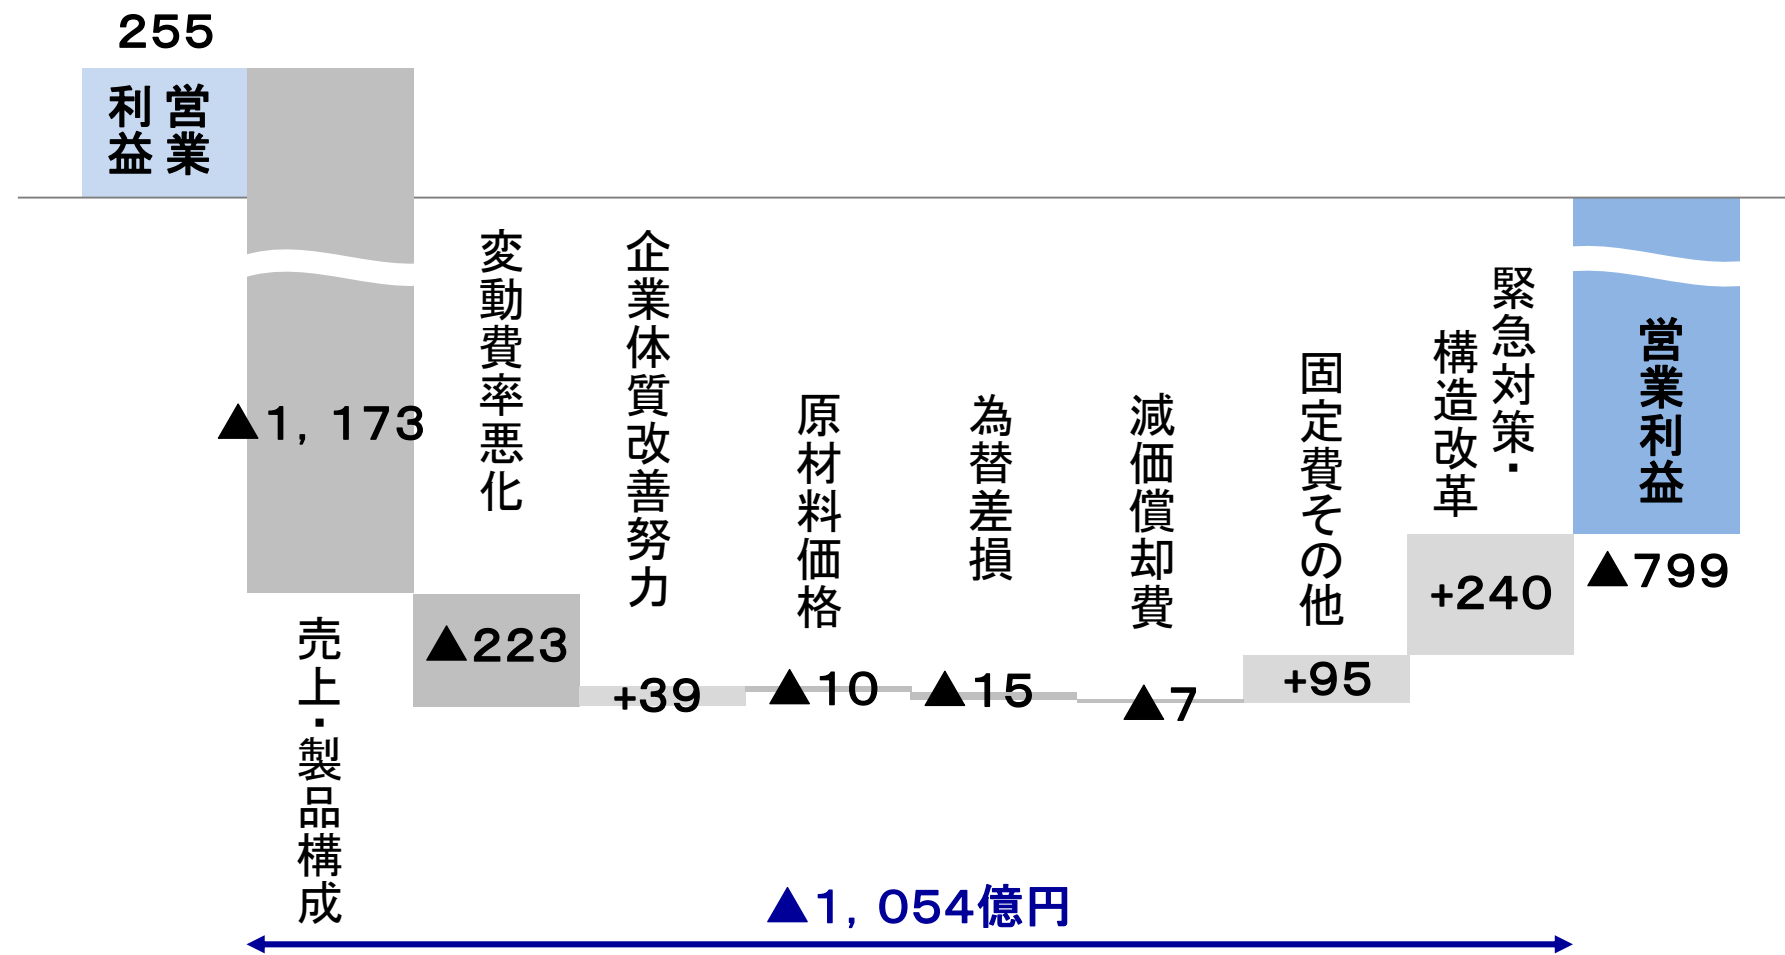 255
営業
利益
▲1，173
売上・製品構成
変動費率悪化
▲223
企業体質改善努力
+39
原材料価格
▲10
為替差損
▲15
減価償却費
▲7
固定費その他
+95
緊急対策・
構造改革
+240
営業利益
▲799
▲1，054億円